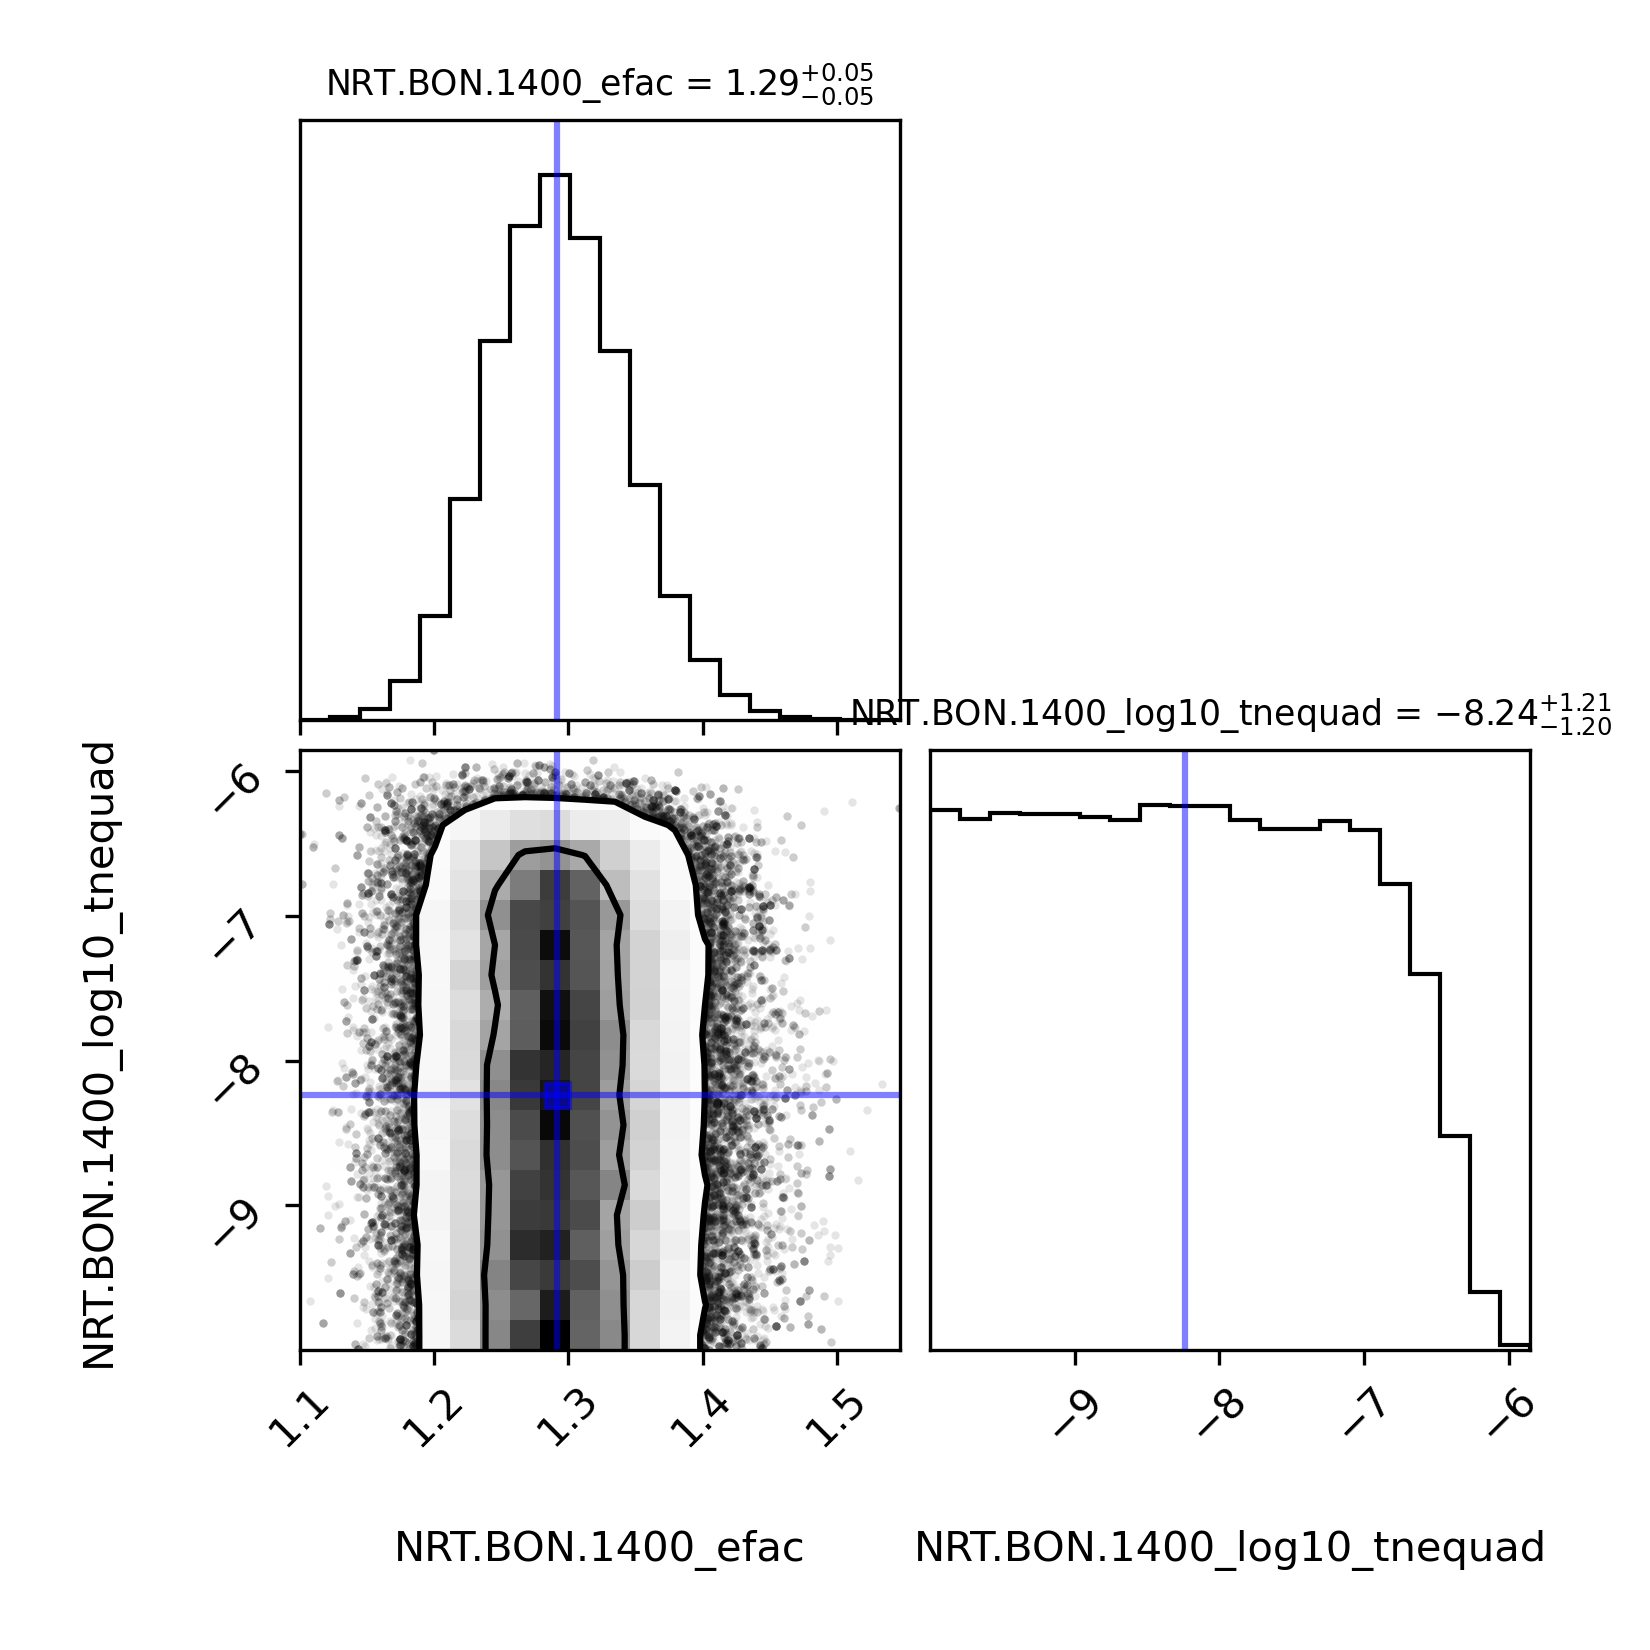 NRT.BON.1400_efac = 1.29+0.05 −0.05
NRT.BON.1400_log10_tnequad = −8.24+1.21 −1.20
NRT.BON.1400_log10_tnequad
−6
−7
−8
−9
1.1 1.2 1.3 1.4 1.5
−9 −8 −7 −6
NRT.BON.1400_efac
NRT.BON.1400_log10_tnequad